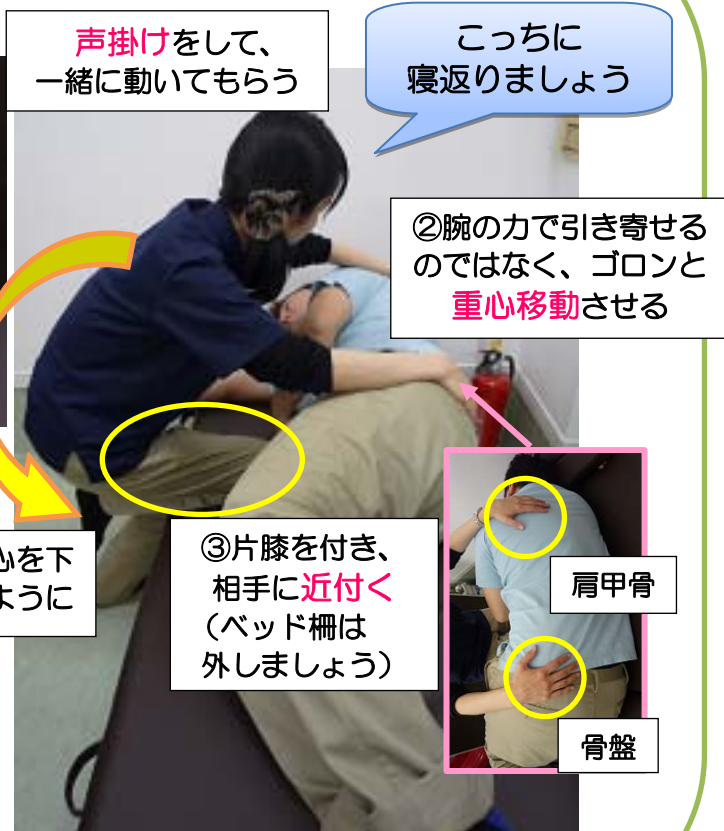 声掛けをして、
一緒に動いてもらう
こっちに
寝返りましょう
②腕の力で引き寄せる
のではなく、ゴロンと
重心移動させる
心を下
ように
③片膝を付き、
相手に近付く
（ベッド柵は
外しましょう）
肩甲骨
骨盤